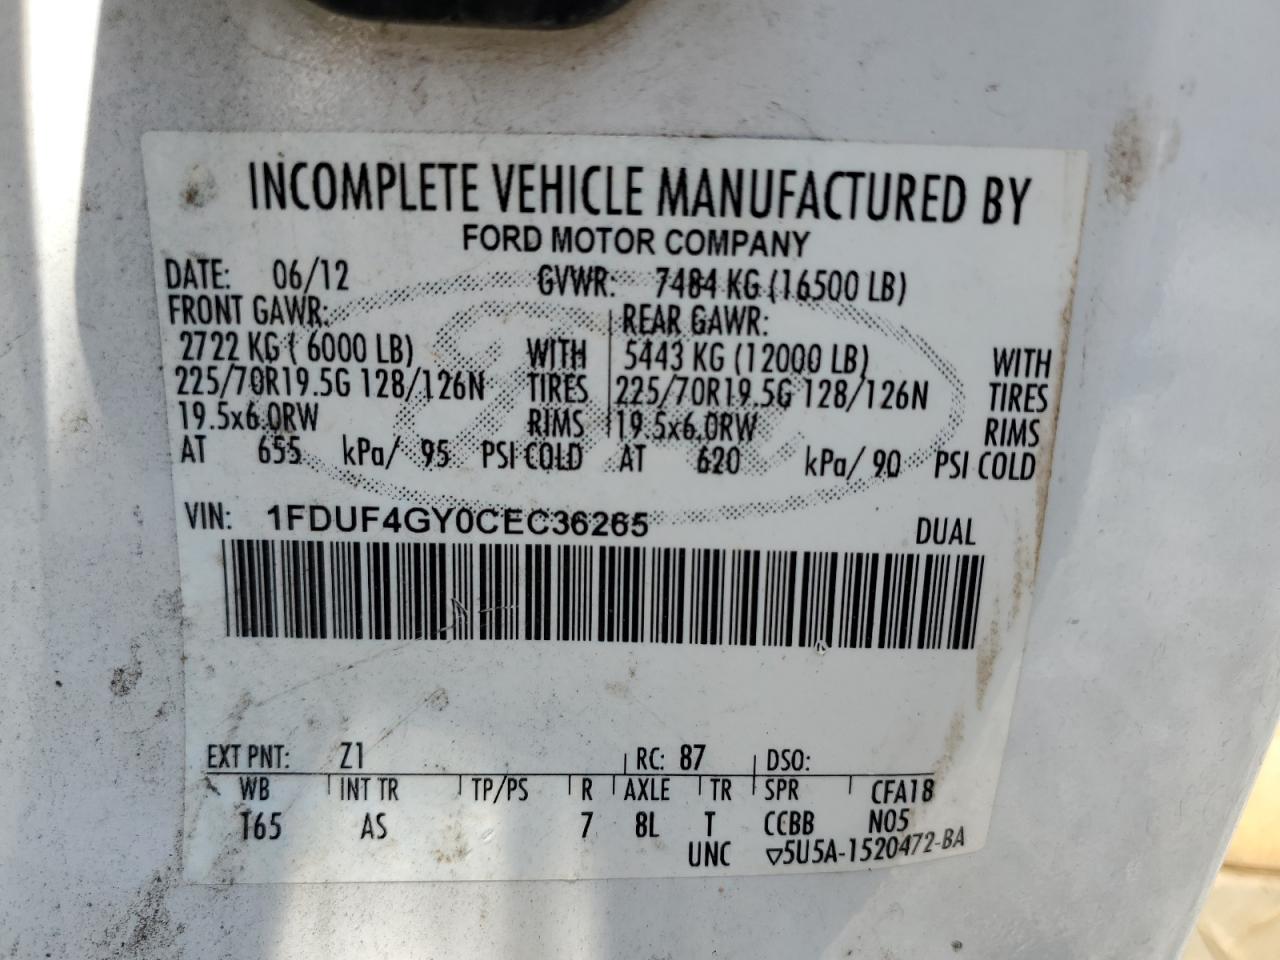 INCOMPLETE VEHICLE MANUFACTURED BY
FORD MOTOR COMPANY
DATE: 06/12 GVWR: 7484 KG (16500 LB)
FRONT GAWR: REAR GAWR:
2722 KG ( 6000 LB) WITH 5443 KG (12000 LB) WITH
225/70R19.5G 128/126N TIRES 225/70R19.5G 128/126N TIRES
19.5x6.0RW RIMS 19.5x6.0RW RIMS
AT 655 kPa/ 95 PSI COLD AT 620 kPa/ 90 PSI COLD
VIN: 1FDUF4GY0CEC36265 DUAL
EXT PNT: Z1 RC: 87 DSO:
WB INT TR TP/PS R AXLE TR SPR CFA18
165 AS 7 8L T CCBB N05
UNC ▽5U5A-1520472-BA